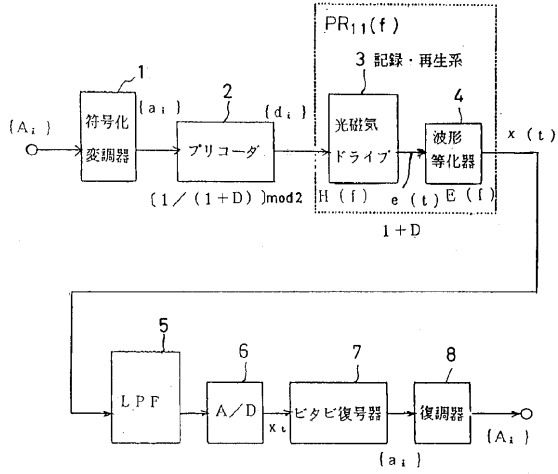 PR₁₁(f)
1
2
3 記録・再生系
4
{Aᵢ}
符号化
変調器
{aᵢ}
プリコーダ
{dᵢ}
光磁気
ドライブ
波形
等化器
x (t)
[1/(1+D)]mod2
H (f)
e (t)
E (f)
1+D
5
6
7
8
LPF
A/D
xₜ
ビタビ復号器
{aᵢ}
復調器
{Aᵢ}